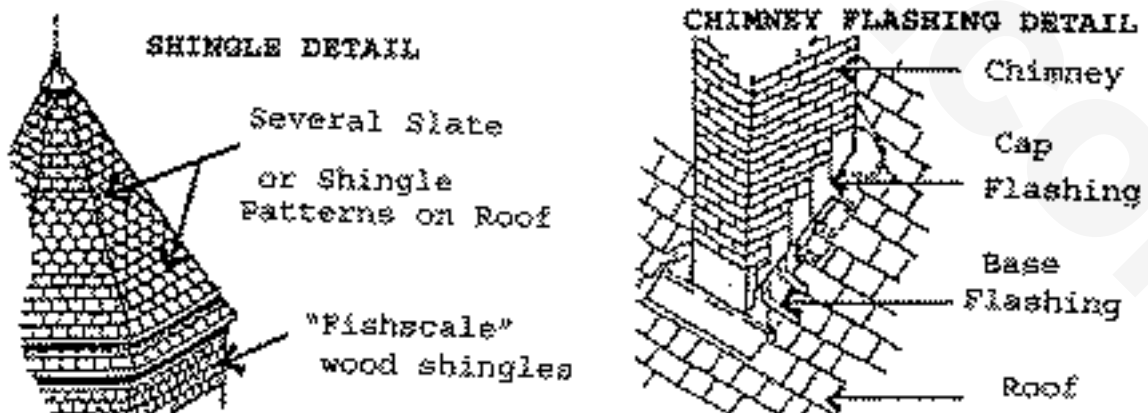 SHINGLE DETAIL
Several Slate
or Shingle
Patterns on Roof
"Fishscale"
wood shingles
CHIMNEY FLASHING DETAIL
Chimney
Cap
Flashing
Base
Flashing
Roof